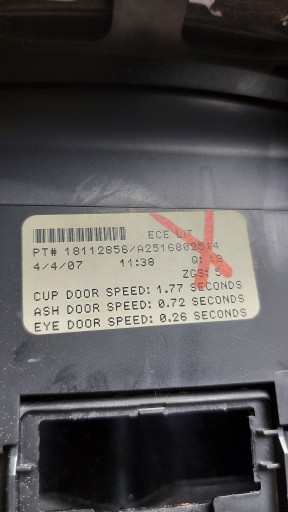 ECE LIT
PT# 18112856/A2516802514
4/4/07 11:38 Q: 13
ZGS: 5
CUP DOOR SPEED: 1.77 SECONDS
ASH DOOR SPEED: 0.72 SECONDS
EYE DOOR SPEED: 0.26 SECONDS